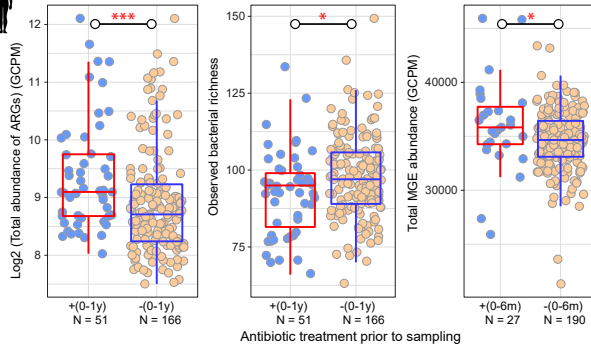 Log2 (Total abundance of ARGs) (GCPM)
12
11
10
9
8
***
+(0-1y)
N = 51
-(0-1y)
N = 166
Observed bacterial richness
150
125
100
75
*
+(0-1y)
N = 51
-(0-1y)
N = 166
Total MGE abundance (GCPM)
40000
30000
*
+(0-6m)
N = 27
-(0-6m)
N = 190
Antibiotic treatment prior to sampling